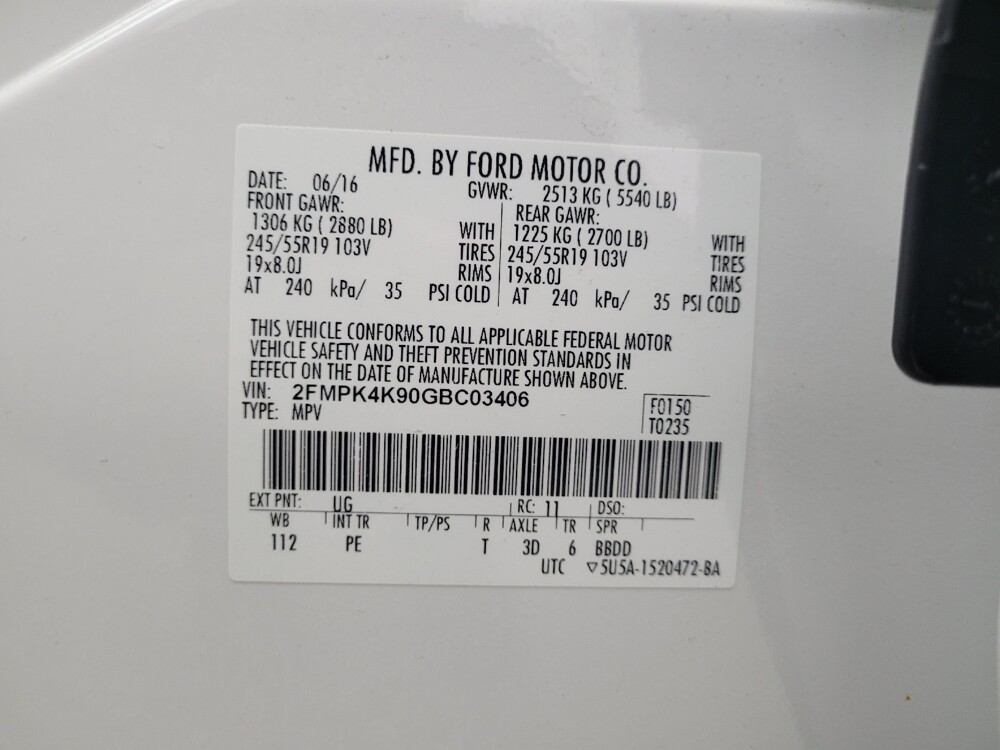 MFD. BY FORD MOTOR CO.
DATE: 06/16 GVWR: 2513 KG ( 5540 LB)
FRONT GAWR: REAR GAWR:
1306 KG ( 2880 LB) WITH 1225 KG ( 2700 LB) WITH
245/55R19 103V TIRES 245/55R19 103V TIRES
19x8.0J RIMS 19x8.0J RIMS
AT 240 kPa/ 35 PSI COLD AT 240 kPa/ 35 PSI COLD
THIS VEHICLE CONFORMS TO ALL APPLICABLE FEDERAL MOTOR
VEHICLE SAFETY AND THEFT PREVENTION STANDARDS IN
EFFECT ON THE DATE OF MANUFACTURE SHOWN ABOVE.
VIN: 2FMPK4K90GBC03406
TYPE: MPV
F0150
T0235
EXT PNT: UG RC: 11 DSO:
WB INT TR TP/PS R AXLE TR SPR
112 PE T 3D 6 BBDD
UTC ▽5U5A-1520472-BA